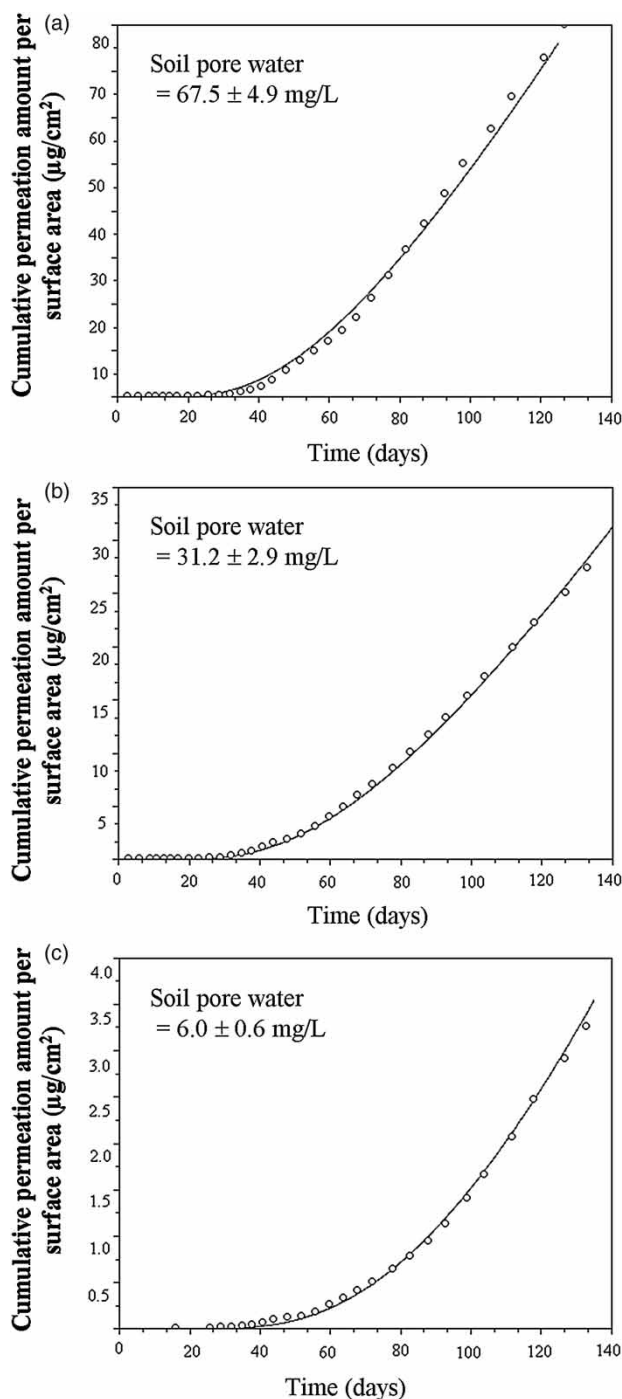 (a)
Cumulative permeation amount per
surface area (µg/cm²)
80
70
50
30
20
10
Soil pore water
= 67.5 ± 4.9 mg/L
0 20 40 60 80 100 120 140
Time (days)
(b)
Cumulative permeation amount per
surface area (µg/cm²)
35
30
25
20
15
10
5
Soil pore water
= 31.2 ± 2.9 mg/L
0 20 40 60 80 100 120 140
Time (days)
(c)
Cumulative permeation amount per
surface area (µg/cm²)
4.0
3.5
2.5
2.0
1.5
1.0
0.5
Soil pore water
= 6.0 ± 0.6 mg/L
0 20 40 60 80 100 120 140
Time (days)